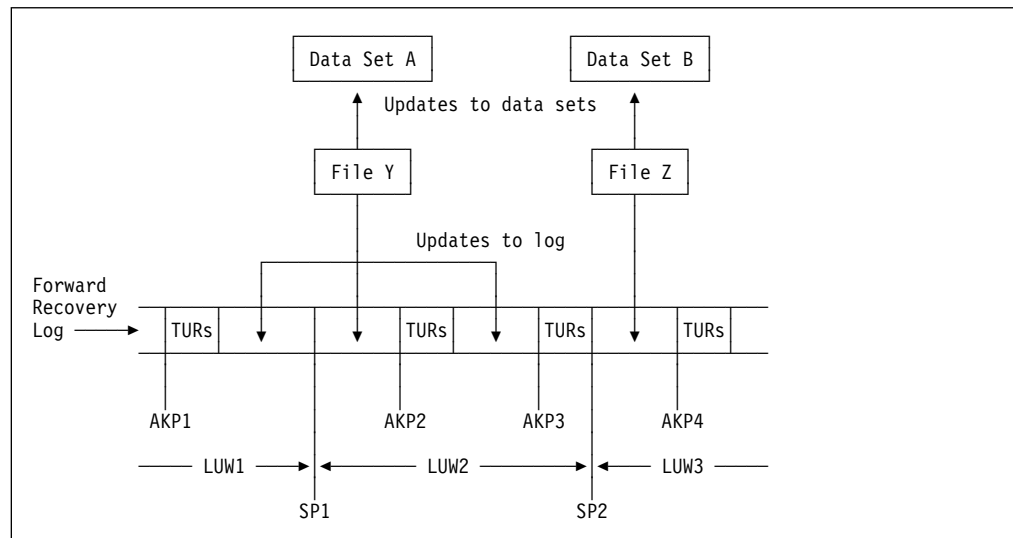 Data Set A Data Set B
Updates to data sets
File Y File Z
Updates to log
Forward
Recovery
Log
TURs TURs TURs TURs
AKP1 AKP2 AKP3 AKP4
LUW1 LUW2 LUW3
SP1 SP2